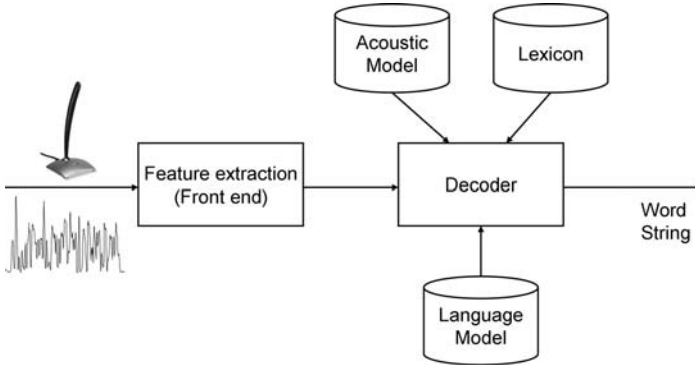 Acoustic
Model
Lexicon
Feature extraction
(Front end)
Decoder
Word
String
Language
Model